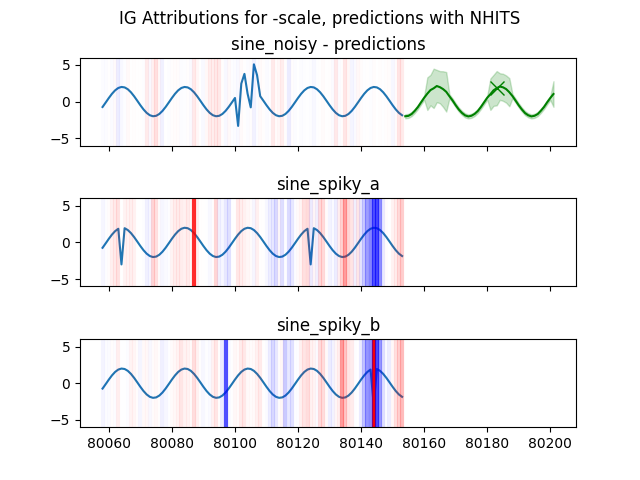 IG Attributions for -scale, predictions with NHITS
sine_noisy - predictions
5
0
−5
sine_spiky_a
5
0
−5
sine_spiky_b
5
0
−5
80060 80080 80100 80120 80140 80160 80180 80200